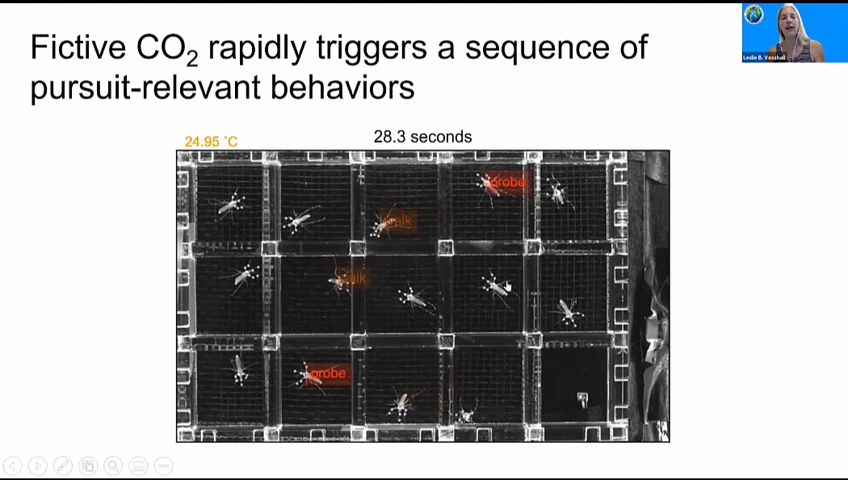 Fictive CO₂ rapidly triggers a sequence of
pursuit-relevant behaviors
Leslie B. Vosshall
24.95 °C
28.3 seconds
probe
walk
walk
probe